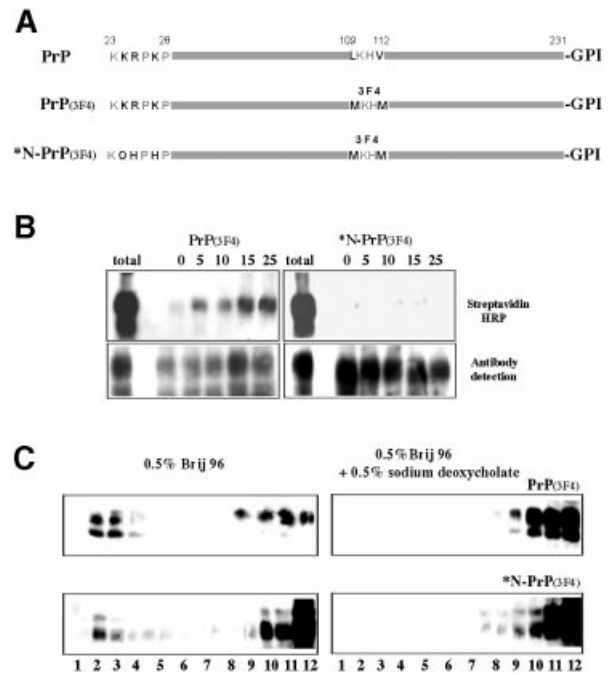 A
23 26 109 112 231
PrP KKRPKP LKHV -GPI
3F4
PrP(3F4) KKRPKP MKHM -GPI
3F4
*N-PrP(3F4) KQHPHP MKHM -GPI
B
PrP(3F4) *N-PrP(3F4)
total 0 5 10 15 25 total 0 5 10 15 25
Streptavidin
HRP
Antibody
detection
C
0.5% Brij 96
0.5% Brij 96
+ 0.5% sodium deoxycholate
PrP(3F4)
*N-PrP(3F4)
1 2 3 4 5 6 7 8 9 10 11 12 1 2 3 4 5 6 7 8 9 10 11 12